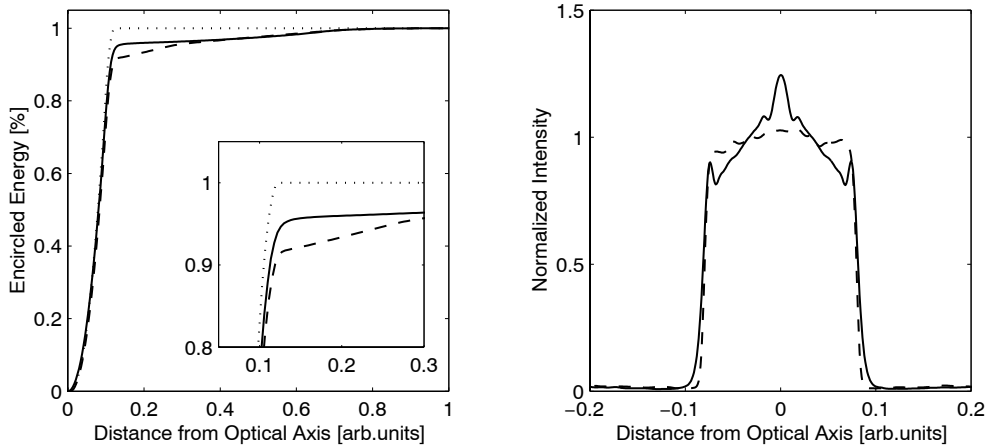 1
0.8
0.6
0.4
0.2
0
0 0.2 0.4 0.6 0.8 1
Encircled Energy [%]
Distance from Optical Axis [arb.units]
1
0.9
0.8
0.1 0.2 0.3
1.5
1
0.5
0
−0.2 −0.1 0 0.1 0.2
Normalized Intensity
Distance from Optical Axis [arb.units]